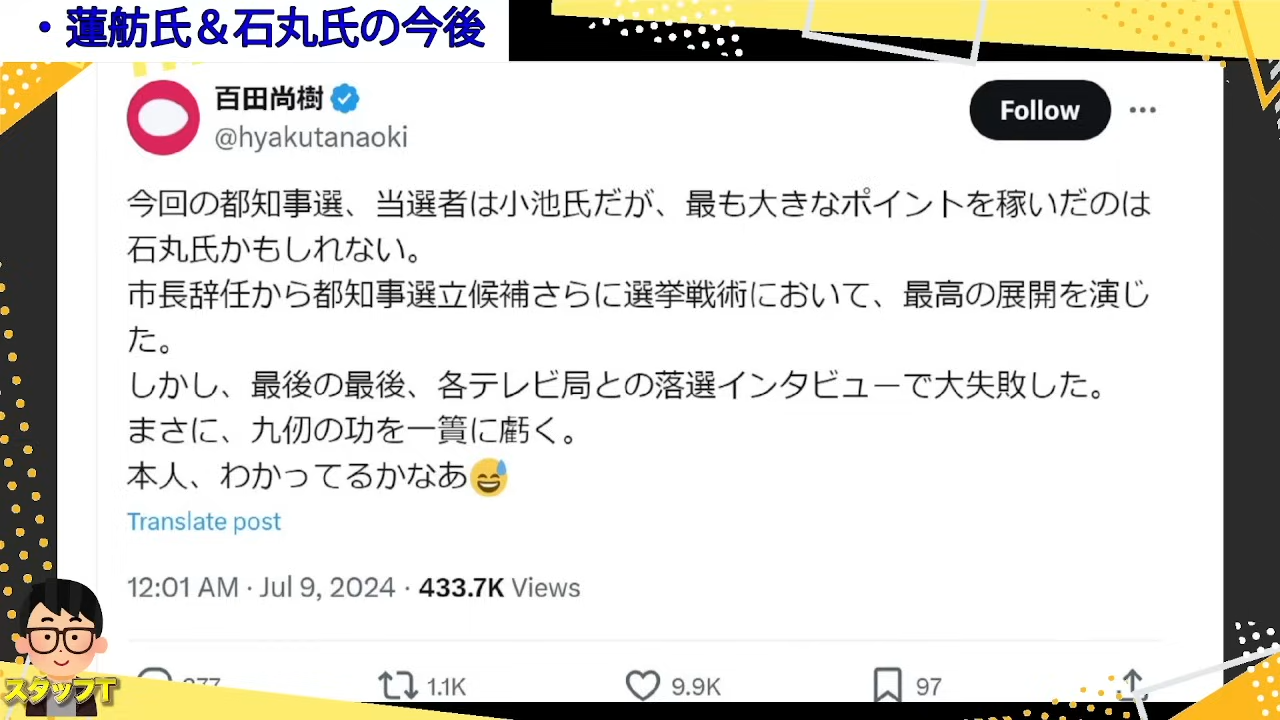 ・蓮舫氏＆石丸氏の今後
百田尚樹
@hyakutanaoki
Follow
今回の都知事選、当選者は小池氏だが、最も大きなポイントを稼いだのは
石丸氏かもしれない。
市長辞任から都知事選立候補さらに選挙戦術において、最高の展開を演じ
た。
しかし、最後の最後、各テレビ局との落選インタビューで大失敗した。
まさに、九仞の功を一簣に虧く。
本人、わかってるかなあ😅
Translate post
12:01 AM · Jul 9, 2024 · 433.7K Views
1.1K
9.9K
97
スタッフT